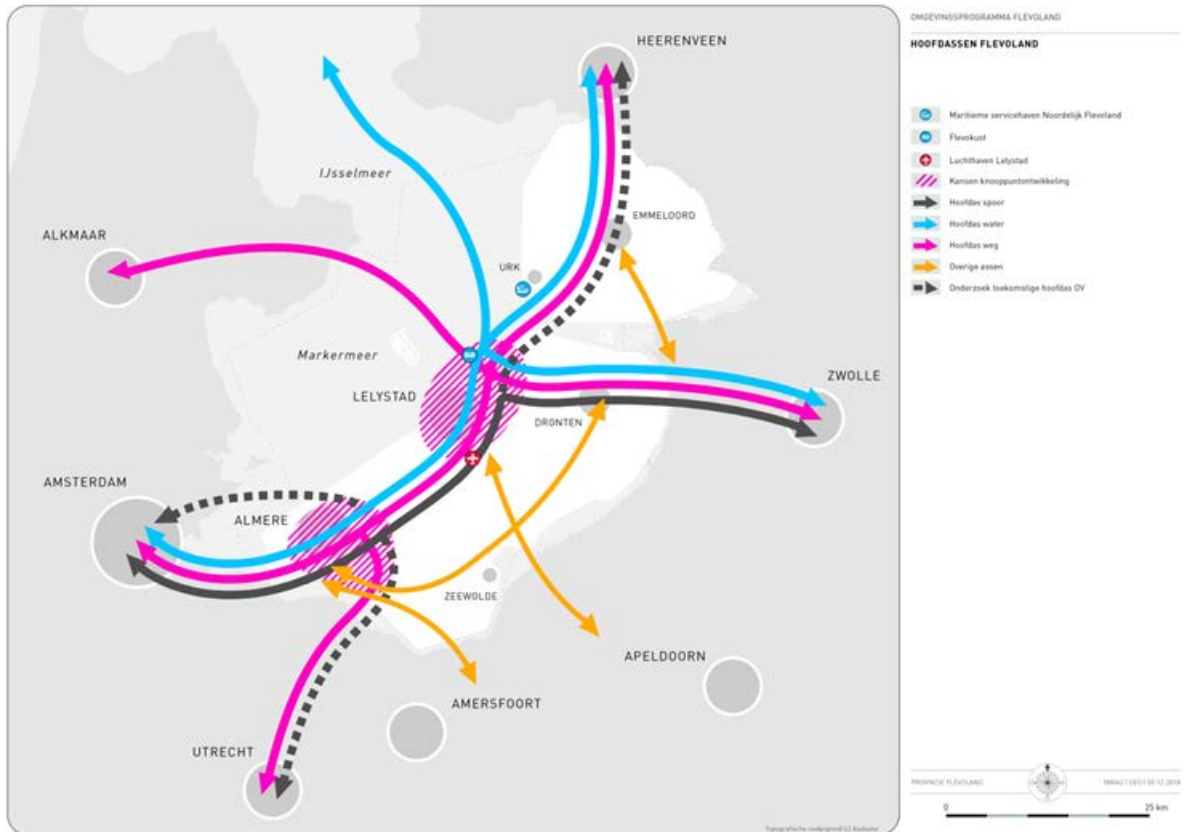 HEERENVEEN
IJsselmeer
EMMELOORD
ALKMAAR
URK
Markermeer
ZWOLLE
LELYSTAD
DRONTEN
AMSTERDAM
ALMERE
ZEEWOLDE
APELDOORN
AMERSFOORT
UTRECHT
OMGEVINGSPROGRAMMA FLEVOLAND
HOOFDASSEN FLEVOLAND
Maritieme servicehaven Noordelijk Flevoland
Flevokust
Luchthaven Lelystad
Kansen knooppuntontwikkeling
Hoofdas spoor
Hoofdas water
Hoofdas weg
Overige assen
Onderzoek toekomstige hoofdas OV
PROVINCIE FLEVOLAND
0
25 km